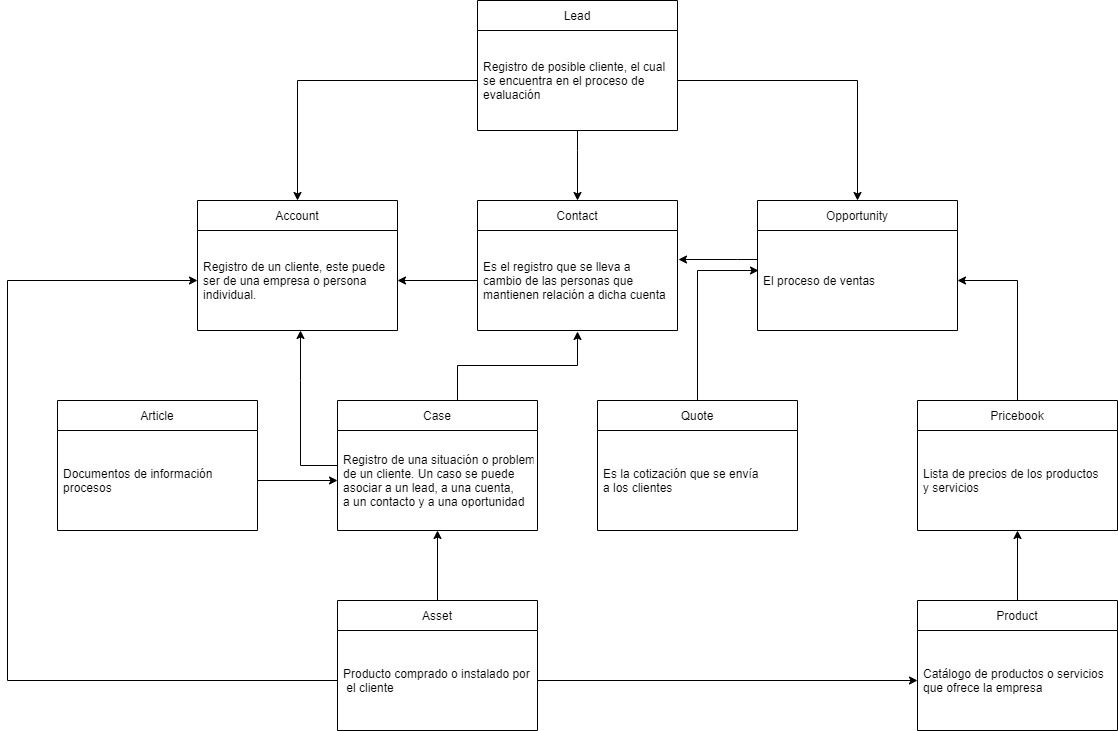 Lead
Registro de posible cliente, el cual
se encuentra en el proceso de
evaluación
Account
Registro de un cliente, este puede
ser de una empresa o persona
individual.
Contact
Es el registro que se lleva a
cambio de las personas que
mantienen relación a dicha cuenta
Opportunity
El proceso de ventas
Article
Documentos de información
procesos
Case
Registro de una situación o problem
de un cliente. Un caso se puede
asociar a un lead, a una cuenta,
a un contacto y a una oportunidad
Quote
Es la cotización que se envía
a los clientes
Pricebook
Lista de precios de los productos
y servicios
Asset
Producto comprado o instalado por
el cliente
Product
Catálogo de productos o servicios
que ofrece la empresa